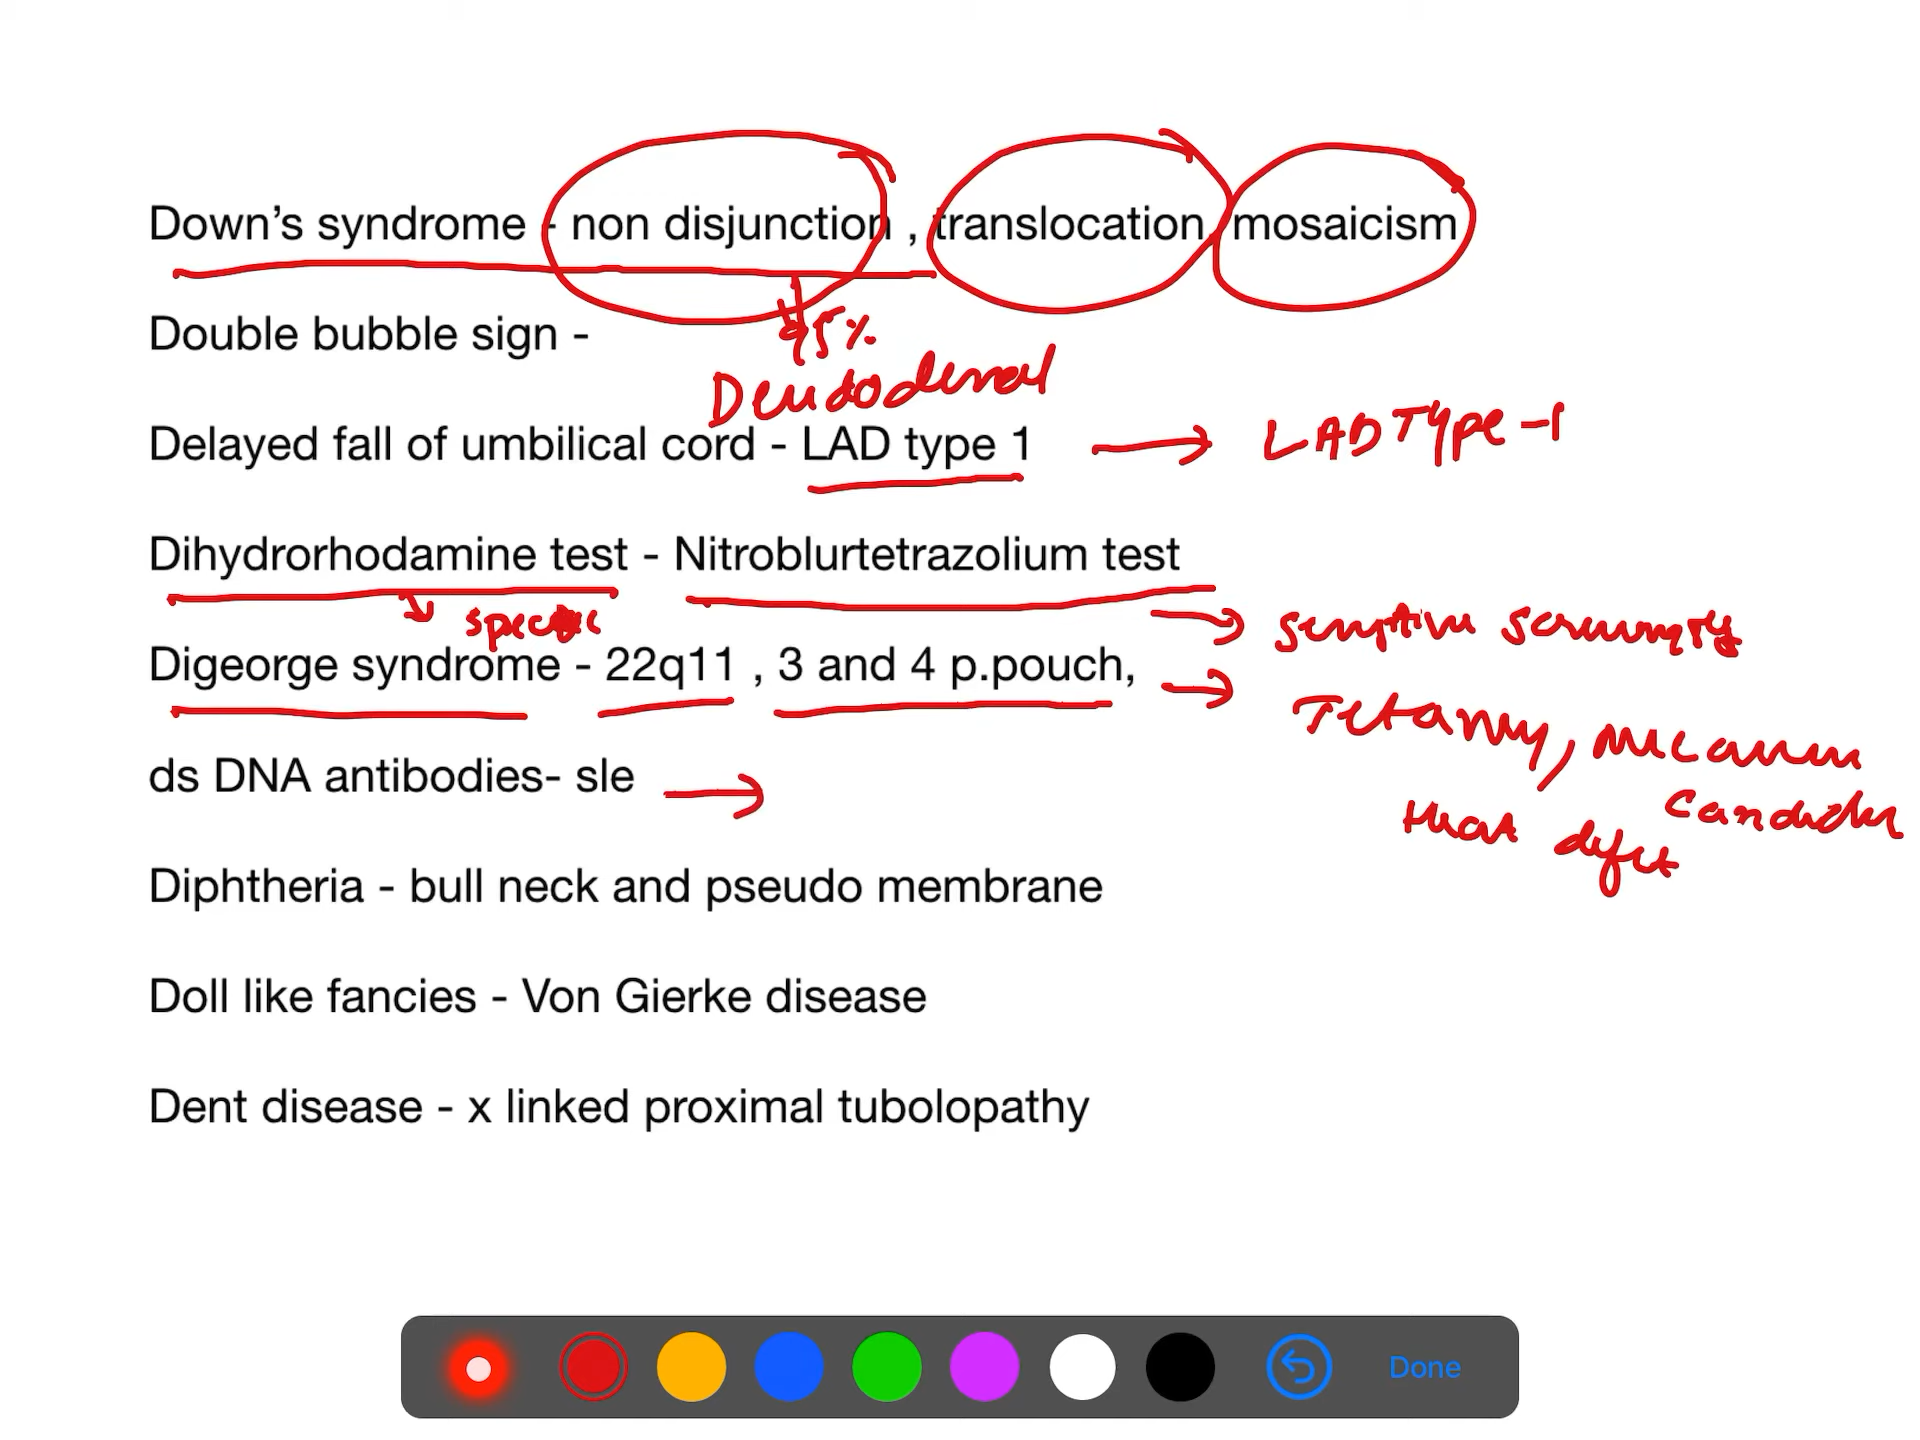 Down’s syndrome - non disjunction , translocation, mosaicism
95%
Double bubble sign -
Deudodenal
Delayed fall of umbilical cord - LAD type 1 → LAD Type -1
Dihydrorhodamine test - Nitroblurtetrazolium test
Digeorge syndrome - 22q11 , 3 and 4 p.pouch,
Tetany,
ds DNA antibodies- sle →
Diphtheria - bull neck and pseudo membrane
Doll like fancies - Von Gierke disease
Dent disease - x linked proximal tubolopathy
Done